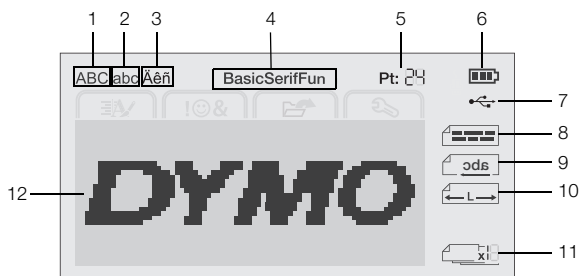 1 2 3 4 5 6
ABC abc Äêñ BasicSerifFun Pt: 24
!☺&
7
8
abc 9
L 10
DYMO
12
x 11